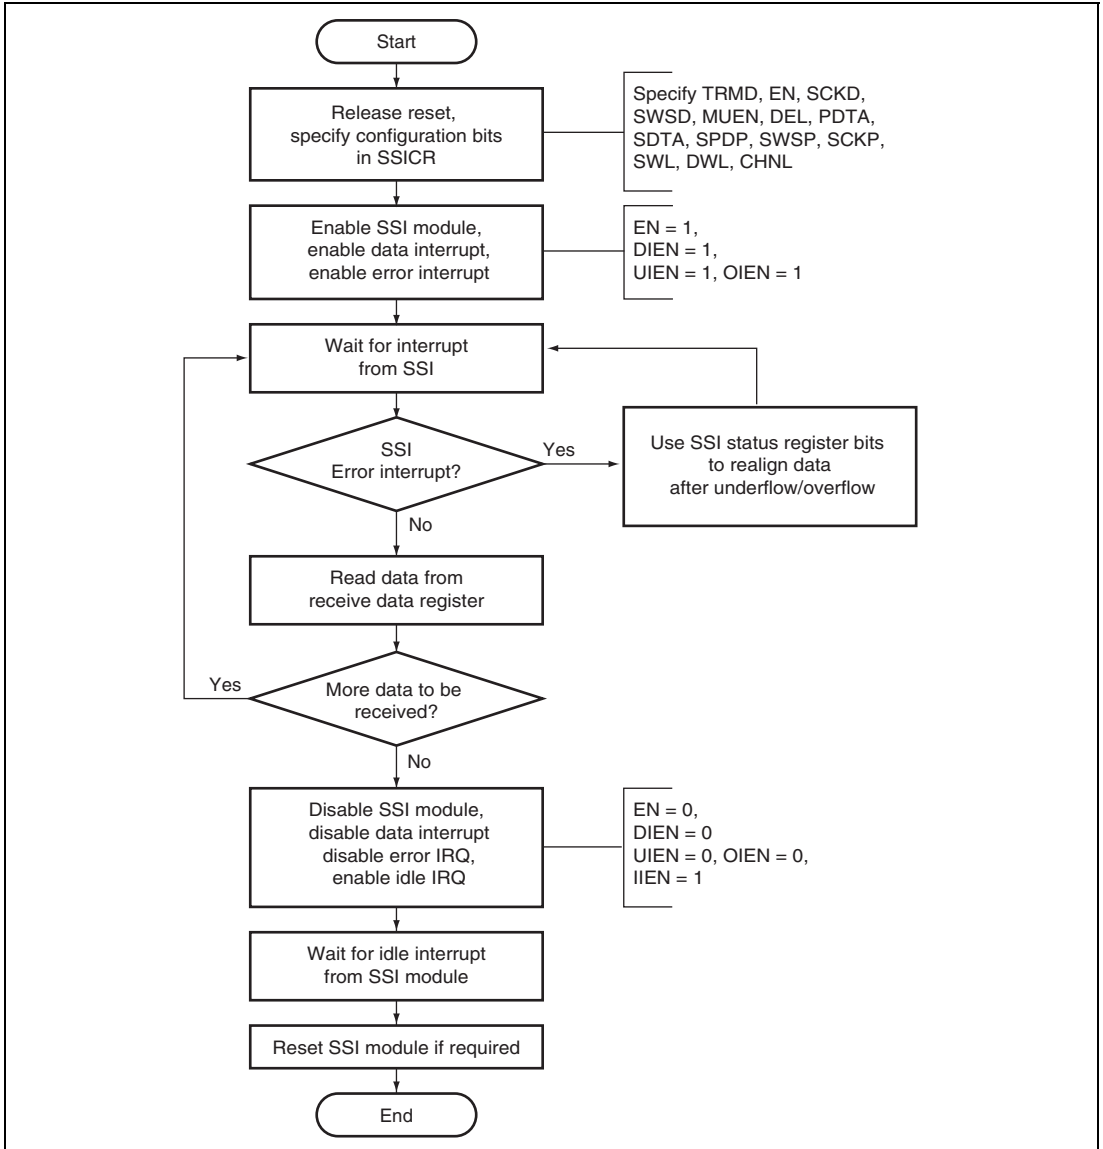 Start
Release reset,
specify configuration bits
in SSICR
Specify TRMD, EN, SCKD,
SWSD, MUEN, DEL, PDTA,
SDTA, SPDP, SWSP, SCKP,
SWL, DWL, CHNL
Enable SSI module,
enable data interrupt,
enable error interrupt
EN = 1,
DIEN = 1,
UIEN = 1, OIEN = 1
Wait for interrupt
from SSI
SSI
Error interrupt?
Yes
Use SSI status register bits
to realign data
after underflow/overflow
No
Read data from
receive data register
More data to be
received?
Yes
No
Disable SSI module,
disable data interrupt
disable error IRQ,
enable idle IRQ
EN = 0,
DIEN = 0
UIEN = 0, OIEN = 0,
IIEN = 1
Wait for idle interrupt
from SSI module
Reset SSI module if required
End